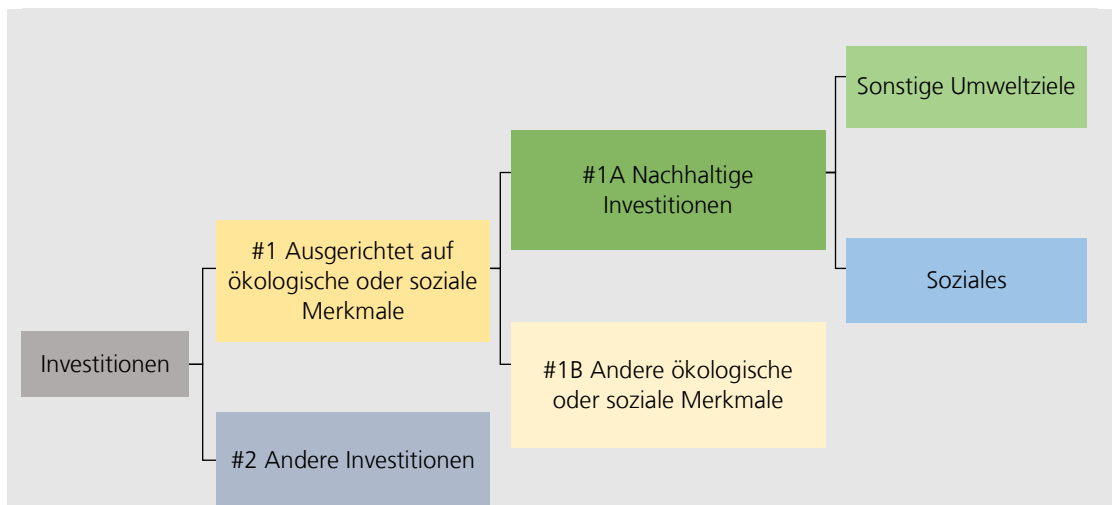 Investitionen
#1 Ausgerichtet auf
ökologische oder soziale
Merkmale
#2 Andere Investitionen
#1A Nachhaltige
Investitionen
#1B Andere ökologische
oder soziale Merkmale
Sonstige Umweltziele
Soziales